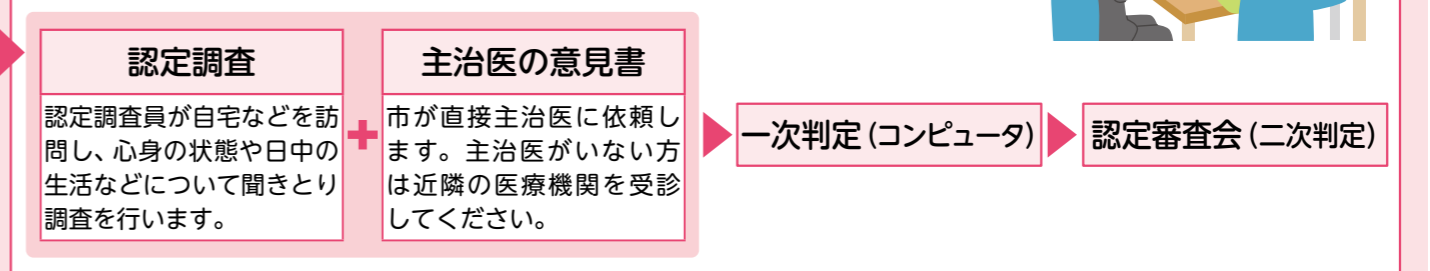 認定調査
認定調査員が自宅などを訪
問し、心身の状態や日中の
生活などについて聞きとり
調査を行います。
+
主治医の意見書
市が直接主治医に依頼し
ます。主治医がいない方
は近隣の医療機関を受診
してください。
一次判定(コンピュータ)
認定審査会(二次判定)